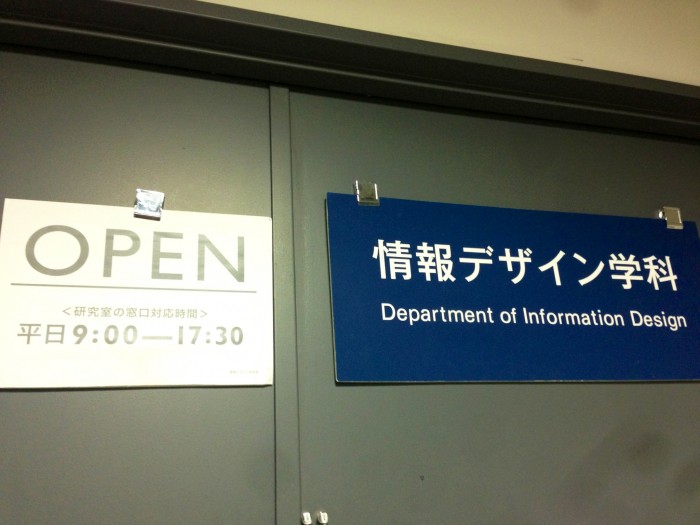 OPEN
<研究室の窓口対応時間>
平日9:00—17:30
情報デザイン学科
Department of Information Design